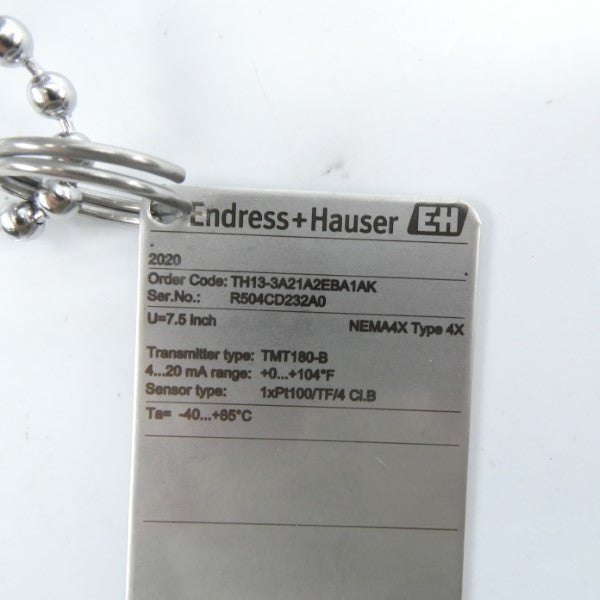 Endress+Hauser EH
2020
Order Code: TH13-3A21A2EBA1AK
Ser.No.: R504CD232A0
U=7.5 Inch NEMA4X Type 4X
Transmitter type: TMT180-B
4...20 mA range: +0...+104°F
Sensor type: 1xPt100/TF/4 Cl.B
Ta= -40...+85°C